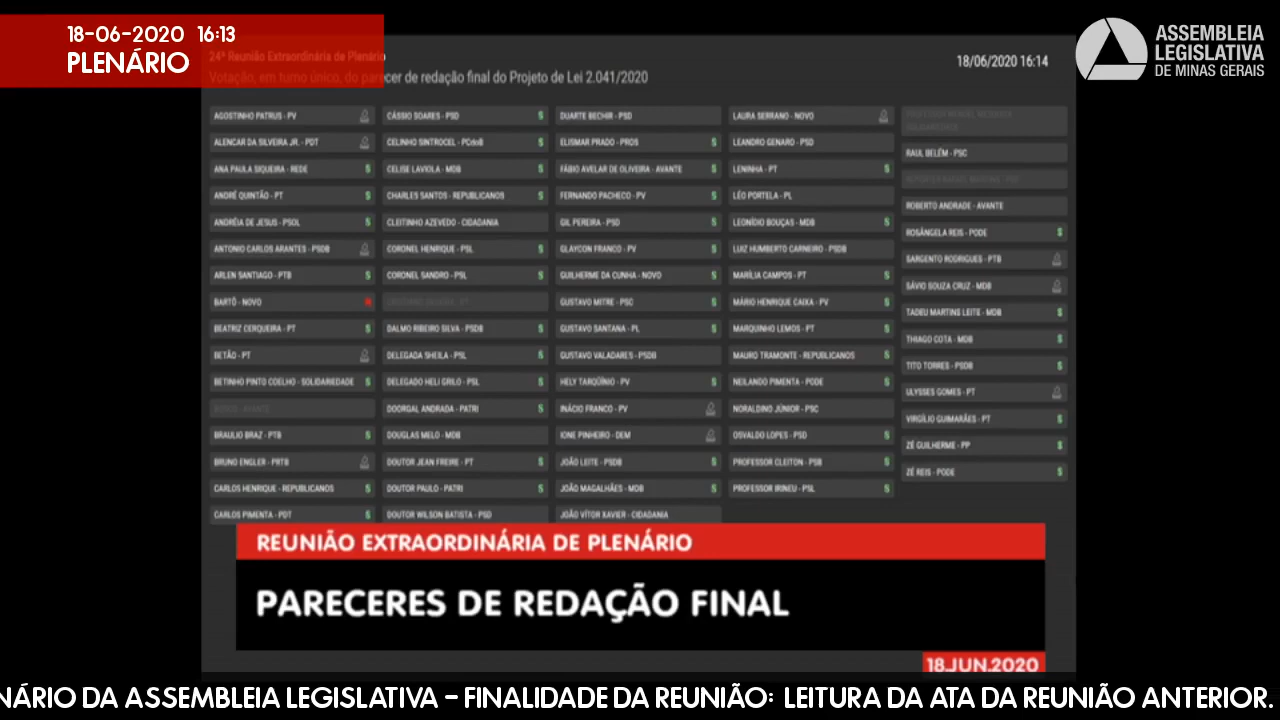 18-06-2020 16:13
PLENÁRIO
24ª Reunião Extraordinária de Plenário
Votação, em turno único, do parecer de redação final do Projeto de Lei 2.041/2020
18/06/2020 16:14
ASSEMBLEIA
LEGISLATIVA
DE MINAS GERAIS
AGOSTINHO PATRUS - PV
ALENCAR DA SILVEIRA JR. - PDT
ANA PAULA SIQUEIRA - REDE S
ANDRÉ QUINTÃO - PT S
ANDRÉIA DE JESUS - PSOL S
ANTONIO CARLOS ARANTES - PSDB
ARLEN SANTIAGO - PTB S
BARTÔ - NOVO
BEATRIZ CERQUEIRA - PT S
BETÃO - PT
BETINHO PINTO COELHO - SOLIDARIEDADE S
BRAULIO BRAZ - PTB S
BRUNO ENGLER - PRTB
CARLOS HENRIQUE - REPUBLICANOS S
CARLOS PIMENTA - PDT S
CÁSSIO SOARES - PSD S
CELINHO SINTROCEL - PCdoB S
CELISE LAVIOLA - MDB S
CHARLES SANTOS - REPUBLICANOS S
CLEITINHO AZEVEDO - CIDADANIA
CORONEL HENRIQUE - PSL S
CORONEL SANDRO - PSL S
DALMO RIBEIRO SILVA - PSDB S
DELEGADA SHEILA - PSL S
DELEGADO HELI GRILO - PSL S
DOORGAL ANDRADA - PATRI S
DOUGLAS MELO - MDB
DOUTOR JEAN FREIRE - PT S
DOUTOR PAULO - PATRI S
DOUTOR WILSON BATISTA - PSD
DUARTE BECHIR - PSD
ELISMAR PRADO - PROS S
FÁBIO AVELAR DE OLIVEIRA - AVANTE S
FERNANDO PACHECO - PV S
GIL PEREIRA - PSD S
GLAYCON FRANCO - PV S
GUILHERME DA CUNHA - NOVO S
GUSTAVO MITRE - PSC S
GUSTAVO SANTANA - PL S
GUSTAVO VALADARES - PSDB
HELY TARQÜÍNIO - PV S
INÁCIO FRANCO - PV
IONE PINHEIRO - DEM
JOÃO LEITE - PSDB S
JOÃO MAGALHÃES - MDB S
JOÃO VÍTOR XAVIER - CIDADANIA
LAURA SERRANO - NOVO
LEANDRO GENARO - PSD
LENINHA - PT S
LÉO PORTELA - PL
LEONÍDIO BOUÇAS - MDB S
LUIZ HUMBERTO CARNEIRO - PSDB
MARÍLIA CAMPOS - PT S
MÁRIO HENRIQUE CAIXA - PV S
MARQUINHO LEMOS - PT S
MAURO TRAMONTE - REPUBLICANOS S
NEILANDO PIMENTA - PODE S
NORALDINO JÚNIOR - PSC
OSVALDO LOPES - PSD S
PROFESSOR CLEITON - PSB S
PROFESSOR IRINEU - PSL S
RAUL BELÉM - PSC
ROBERTO ANDRADE - AVANTE
ROSÂNGELA REIS - PODE S
SARGENTO RODRIGUES - PTB
SÁVIO SOUZA CRUZ - MDB
TADEU MARTINS LEITE - MDB S
THIAGO COTA - MDB S
TITO TORRES - PSDB S
ULYSSES GOMES - PT
VIRGÍLIO GUIMARÃES - PT S
ZÉ GUILHERME - PP S
ZÉ REIS - PODE S
REUNIÃO EXTRAORDINÁRIA DE PLENÁRIO
PARECERES DE REDAÇÃO FINAL
18.JUN.2020
NÁRIO DA ASSEMBLEIA LEGISLATIVA – FINALIDADE DA REUNIÃO: LEITURA DA ATA DA REUNIÃO ANTERIOR.